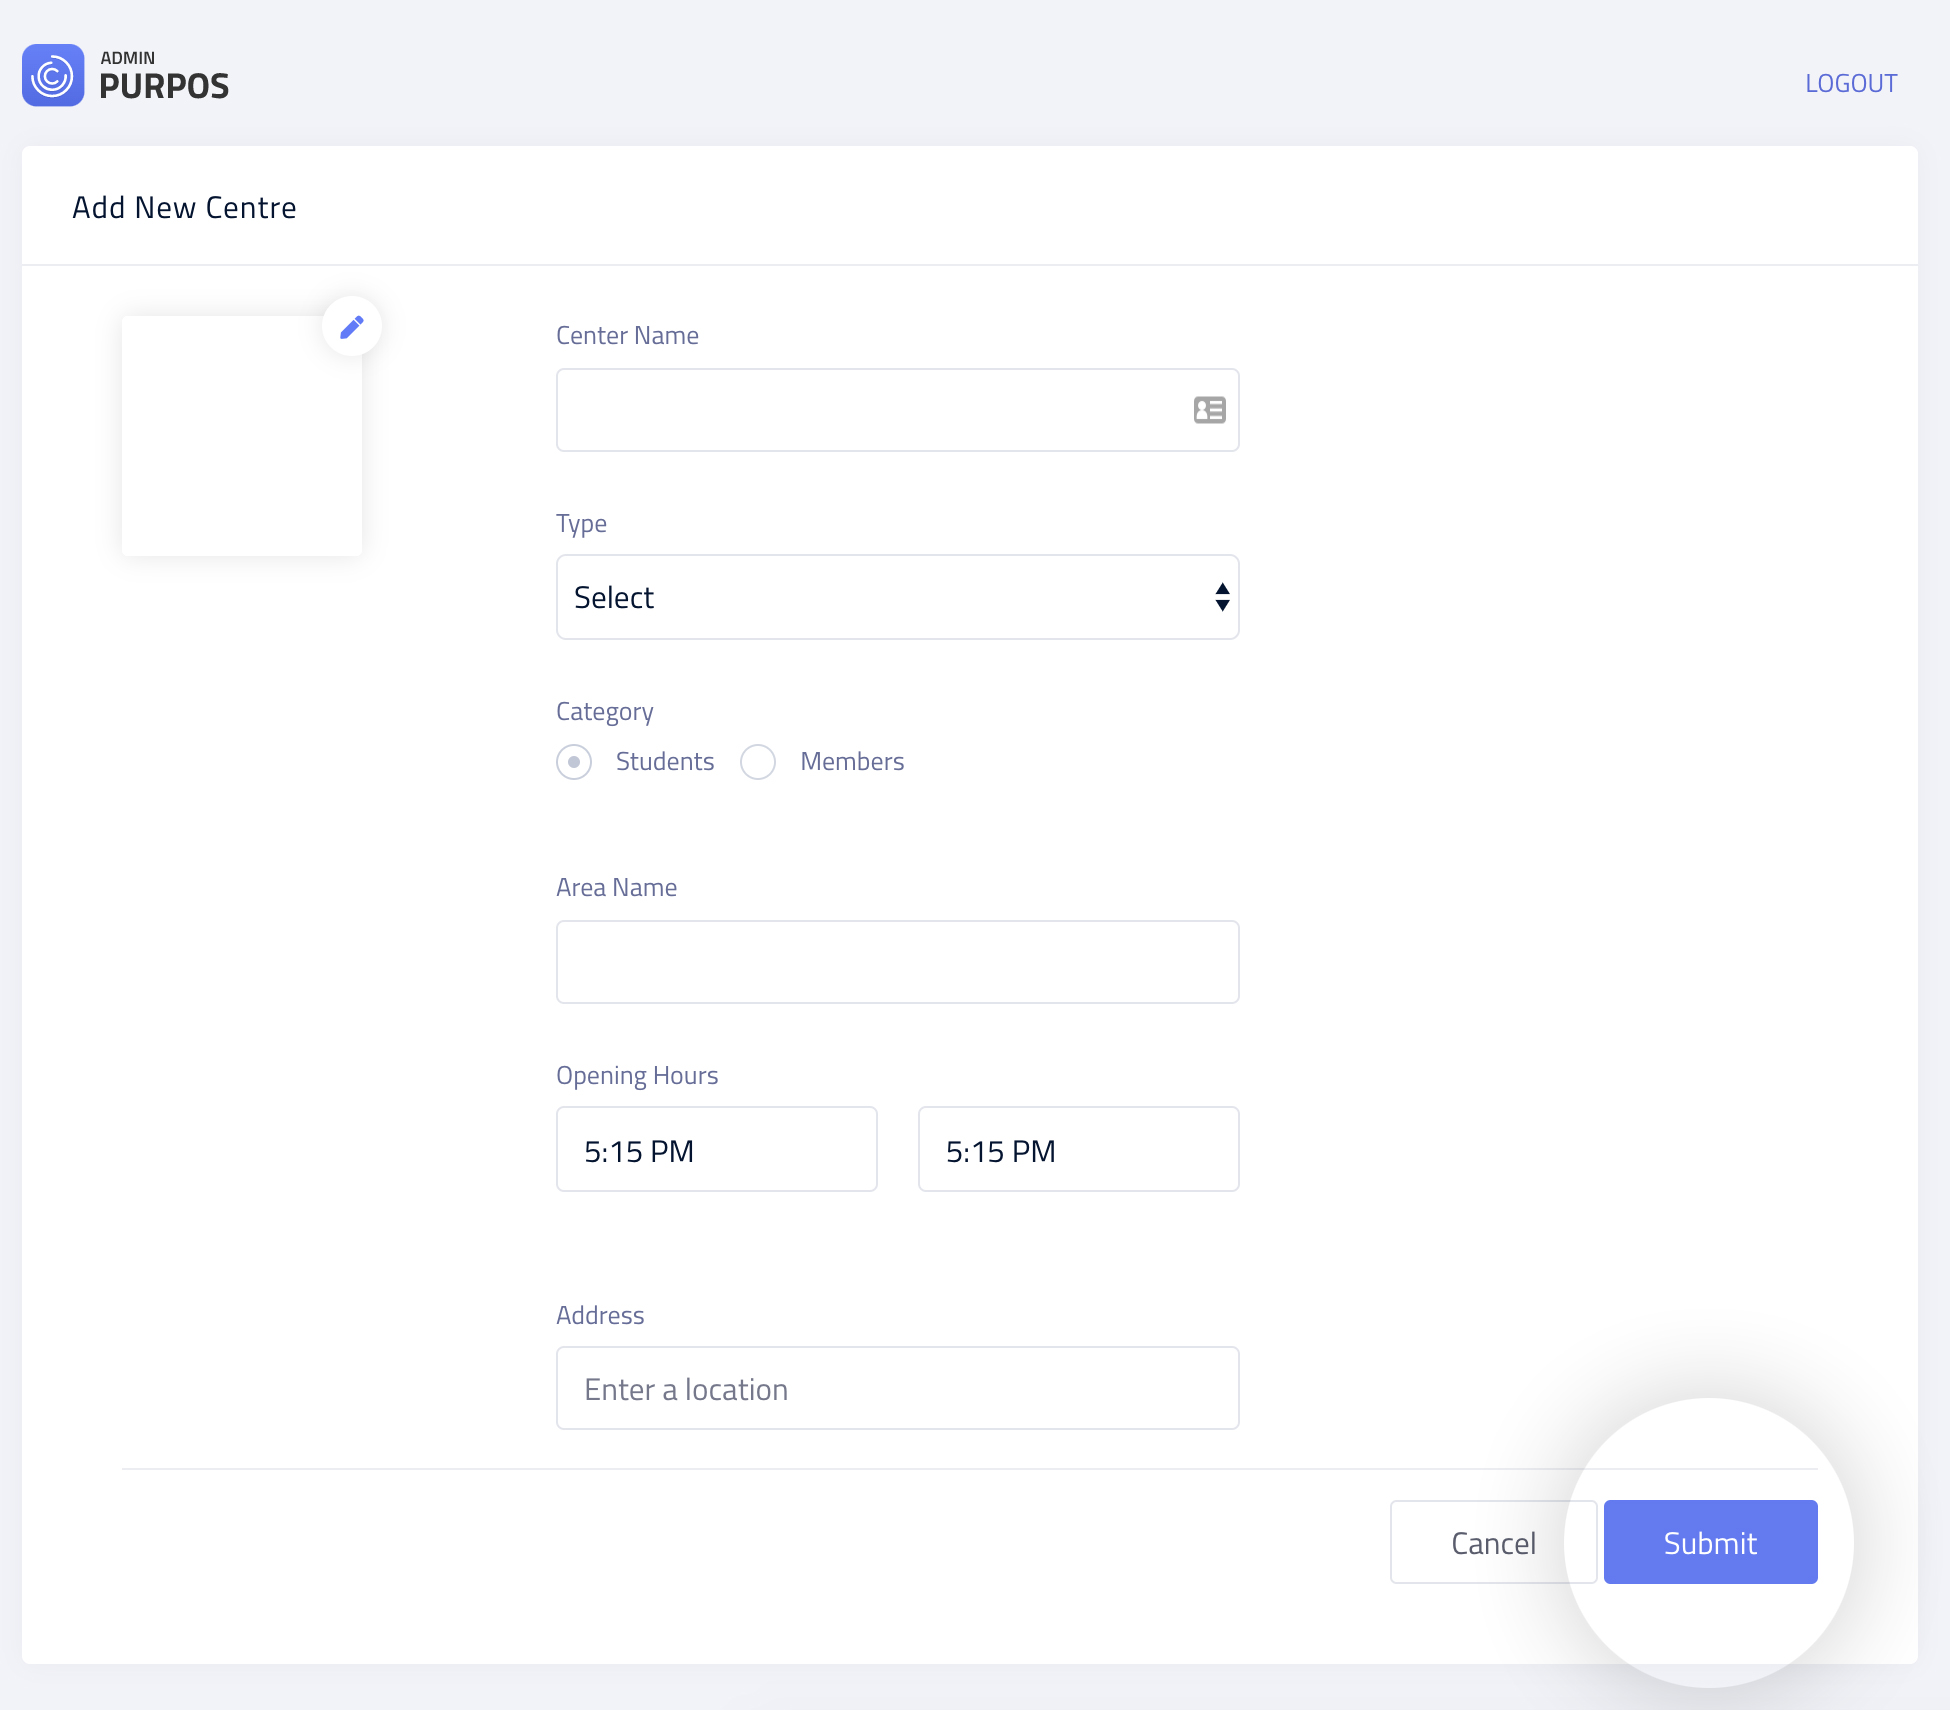 ADMIN
PURPOS
LOGOUT
Add New Centre
Center Name
Type
Select
Category
Students Members
Area Name
Opening Hours
5:15 PM 5:15 PM
Address
Enter a location
Cancel Submit